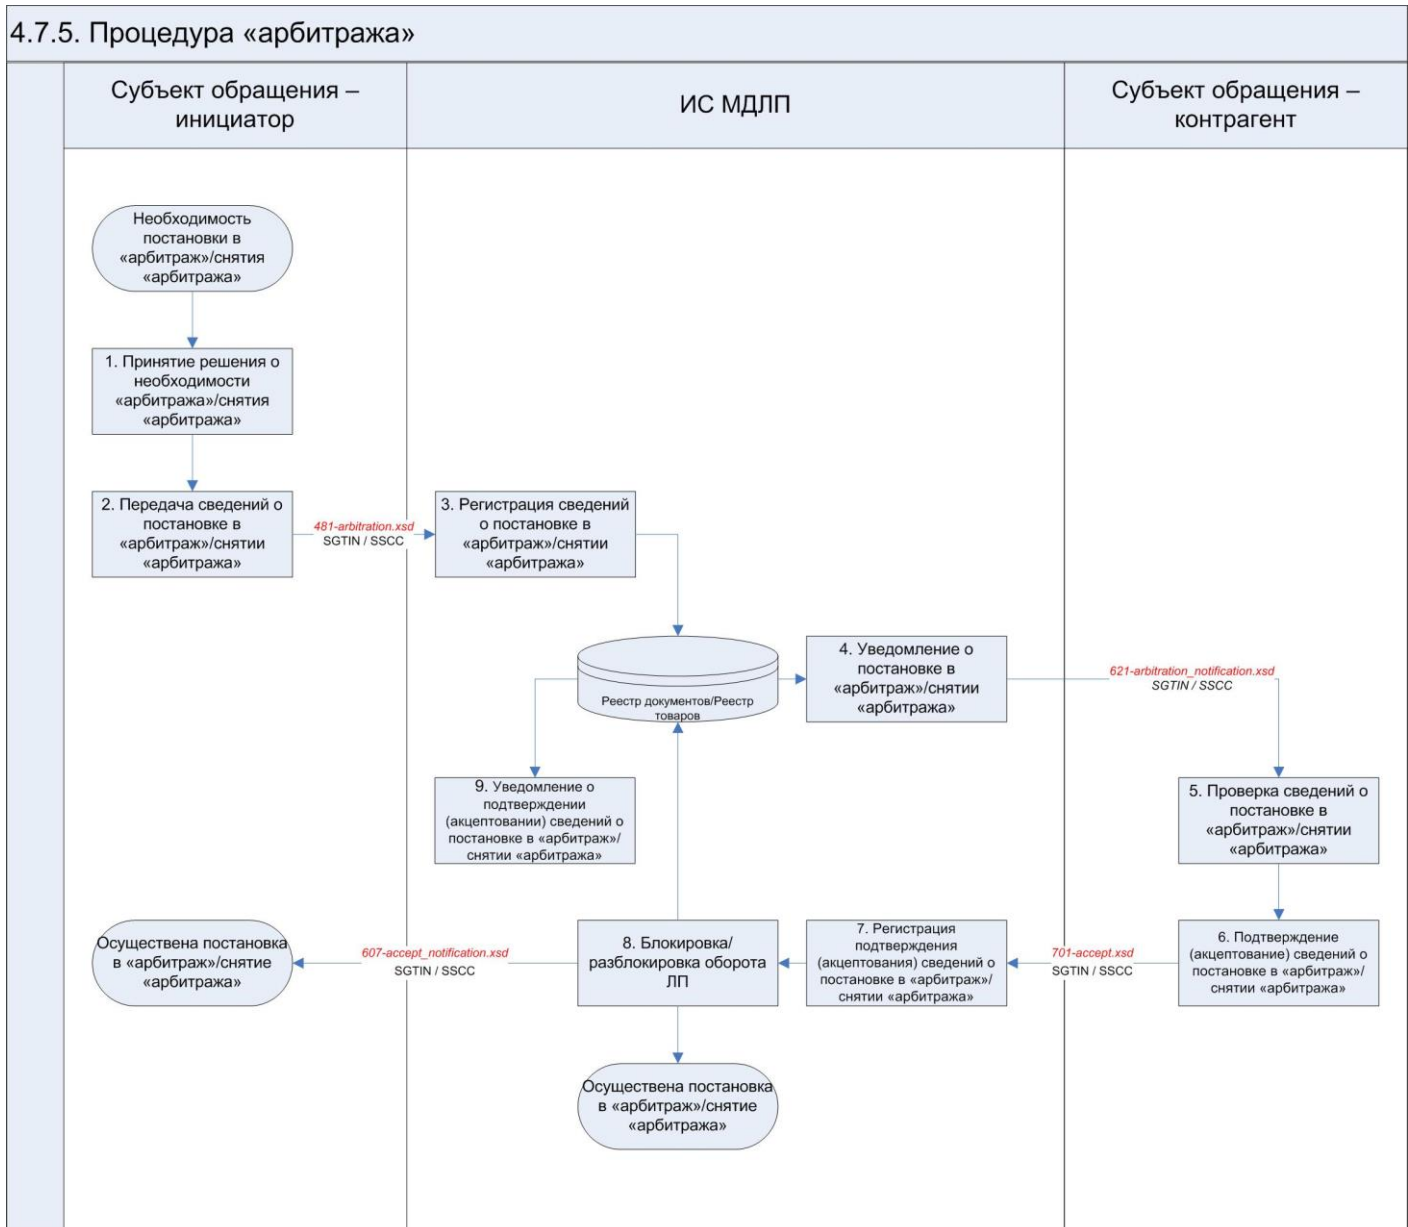 4.7.5. Процедура «арбитража»
Субъект обращения –
инициатор
ИС МДЛП
Субъект обращения –
контрагент
Необходимость
постановки в
«арбитраж»/снятия
«арбитража»
1. Принятие решения о
необходимости
«арбитража»/снятия
«арбитража»
2. Передача сведений о
постановке в
«арбитраж»/снятии
«арбитража»
481-arbitration.xsd
SGTIN / SSCC
3. Регистрация сведений
о постановке в
«арбитраж»/снятии
«арбитража»
Реестр документов/Реестр
товаров
4. Уведомление о
постановке в
«арбитраж»/снятии
«арбитража»
621-arbitration_notification.xsd
SGTIN / SSCC
5. Проверка сведений о
постановке в
«арбитраж»/снятии
«арбитража»
9. Уведомление о
подтверждении
(акцептовании) сведений о
постановке в «арбитраж»/
снятии «арбитража»
6. Подтверждение
(акцептование) сведений о
постановке в «арбитраж»/
снятии «арбитража»
701-accept.xsd
SGTIN / SSCC
7. Регистрация
подтверждения
(акцептования) сведений о
постановке в «арбитраж»/
снятии «арбитража»
8. Блокировка/
разблокировка оборота
ЛП
607-accept_notification.xsd
SGTIN / SSCC
Осуществена постановка
в «арбитраж»/снятие
«арбитража»
Осуществена постановка
в «арбитраж»/снятие
«арбитража»